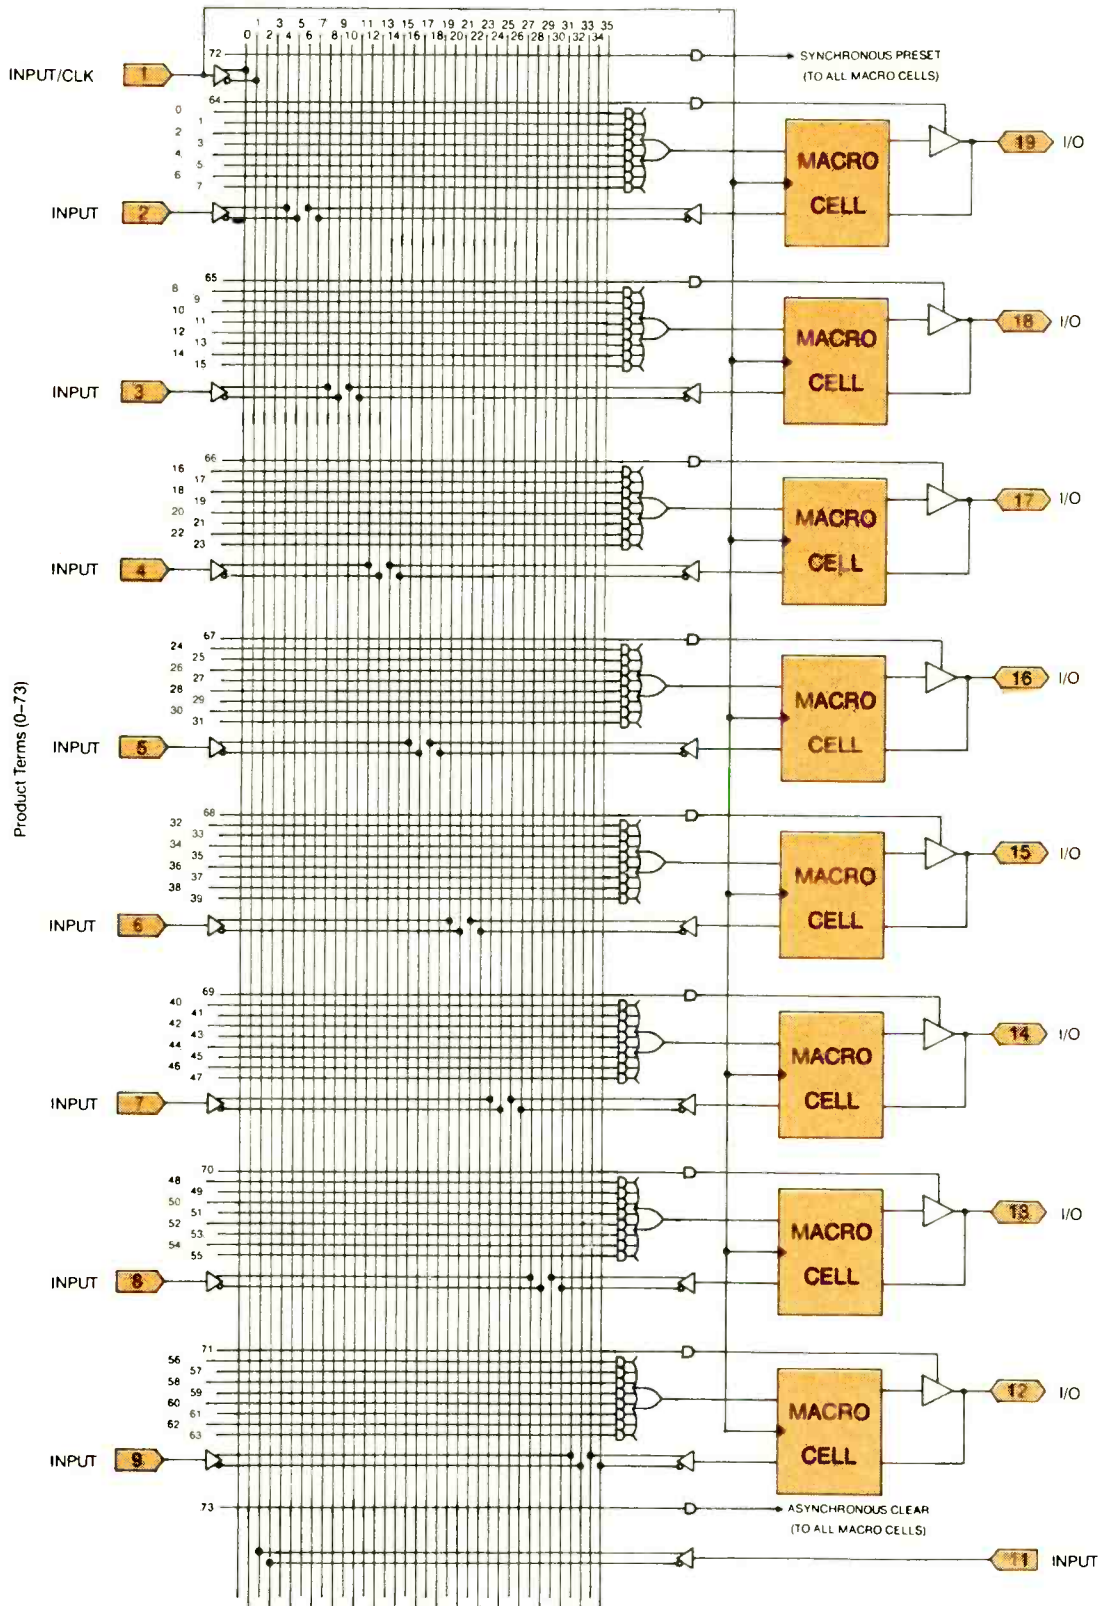 1 3 5 7 9 11 13 15 17 19 21 23 25 27 29 31 33 35
0 2 4 6 8 10 12 14 16 18 20 22 24 26 28 30 32 34
72
SYNCHRONOUS PRESET
(TO ALL MACRO CELLS)
INPUT/CLK 1
64
0
1
2
3
4
5
6
7
MACRO
CELL
19 I/O
INPUT 2
65
8
9
10
11
12
13
14
15
MACRO
CELL
18 I/O
INPUT 3
66
16
17
18
19
20
21
22
23
MACRO
CELL
17 I/O
INPUT 4
67
24
25
26
27
28
29
30
31
MACRO
CELL
16 I/O
INPUT 5
Product Terms (0–73)
68
32
33
34
35
36
37
38
39
MACRO
CELL
15 I/O
INPUT 6
69
40
41
42
43
44
45
46
47
MACRO
CELL
14 I/O
INPUT 7
70
48
49
50
51
52
53
54
55
MACRO
CELL
13 I/O
INPUT 8
71
56
57
58
59
60
61
62
63
MACRO
CELL
12 I/O
INPUT 9
73
ASYNCHRONOUS CLEAR
(TO ALL MACRO CELLS)
11 INPUT